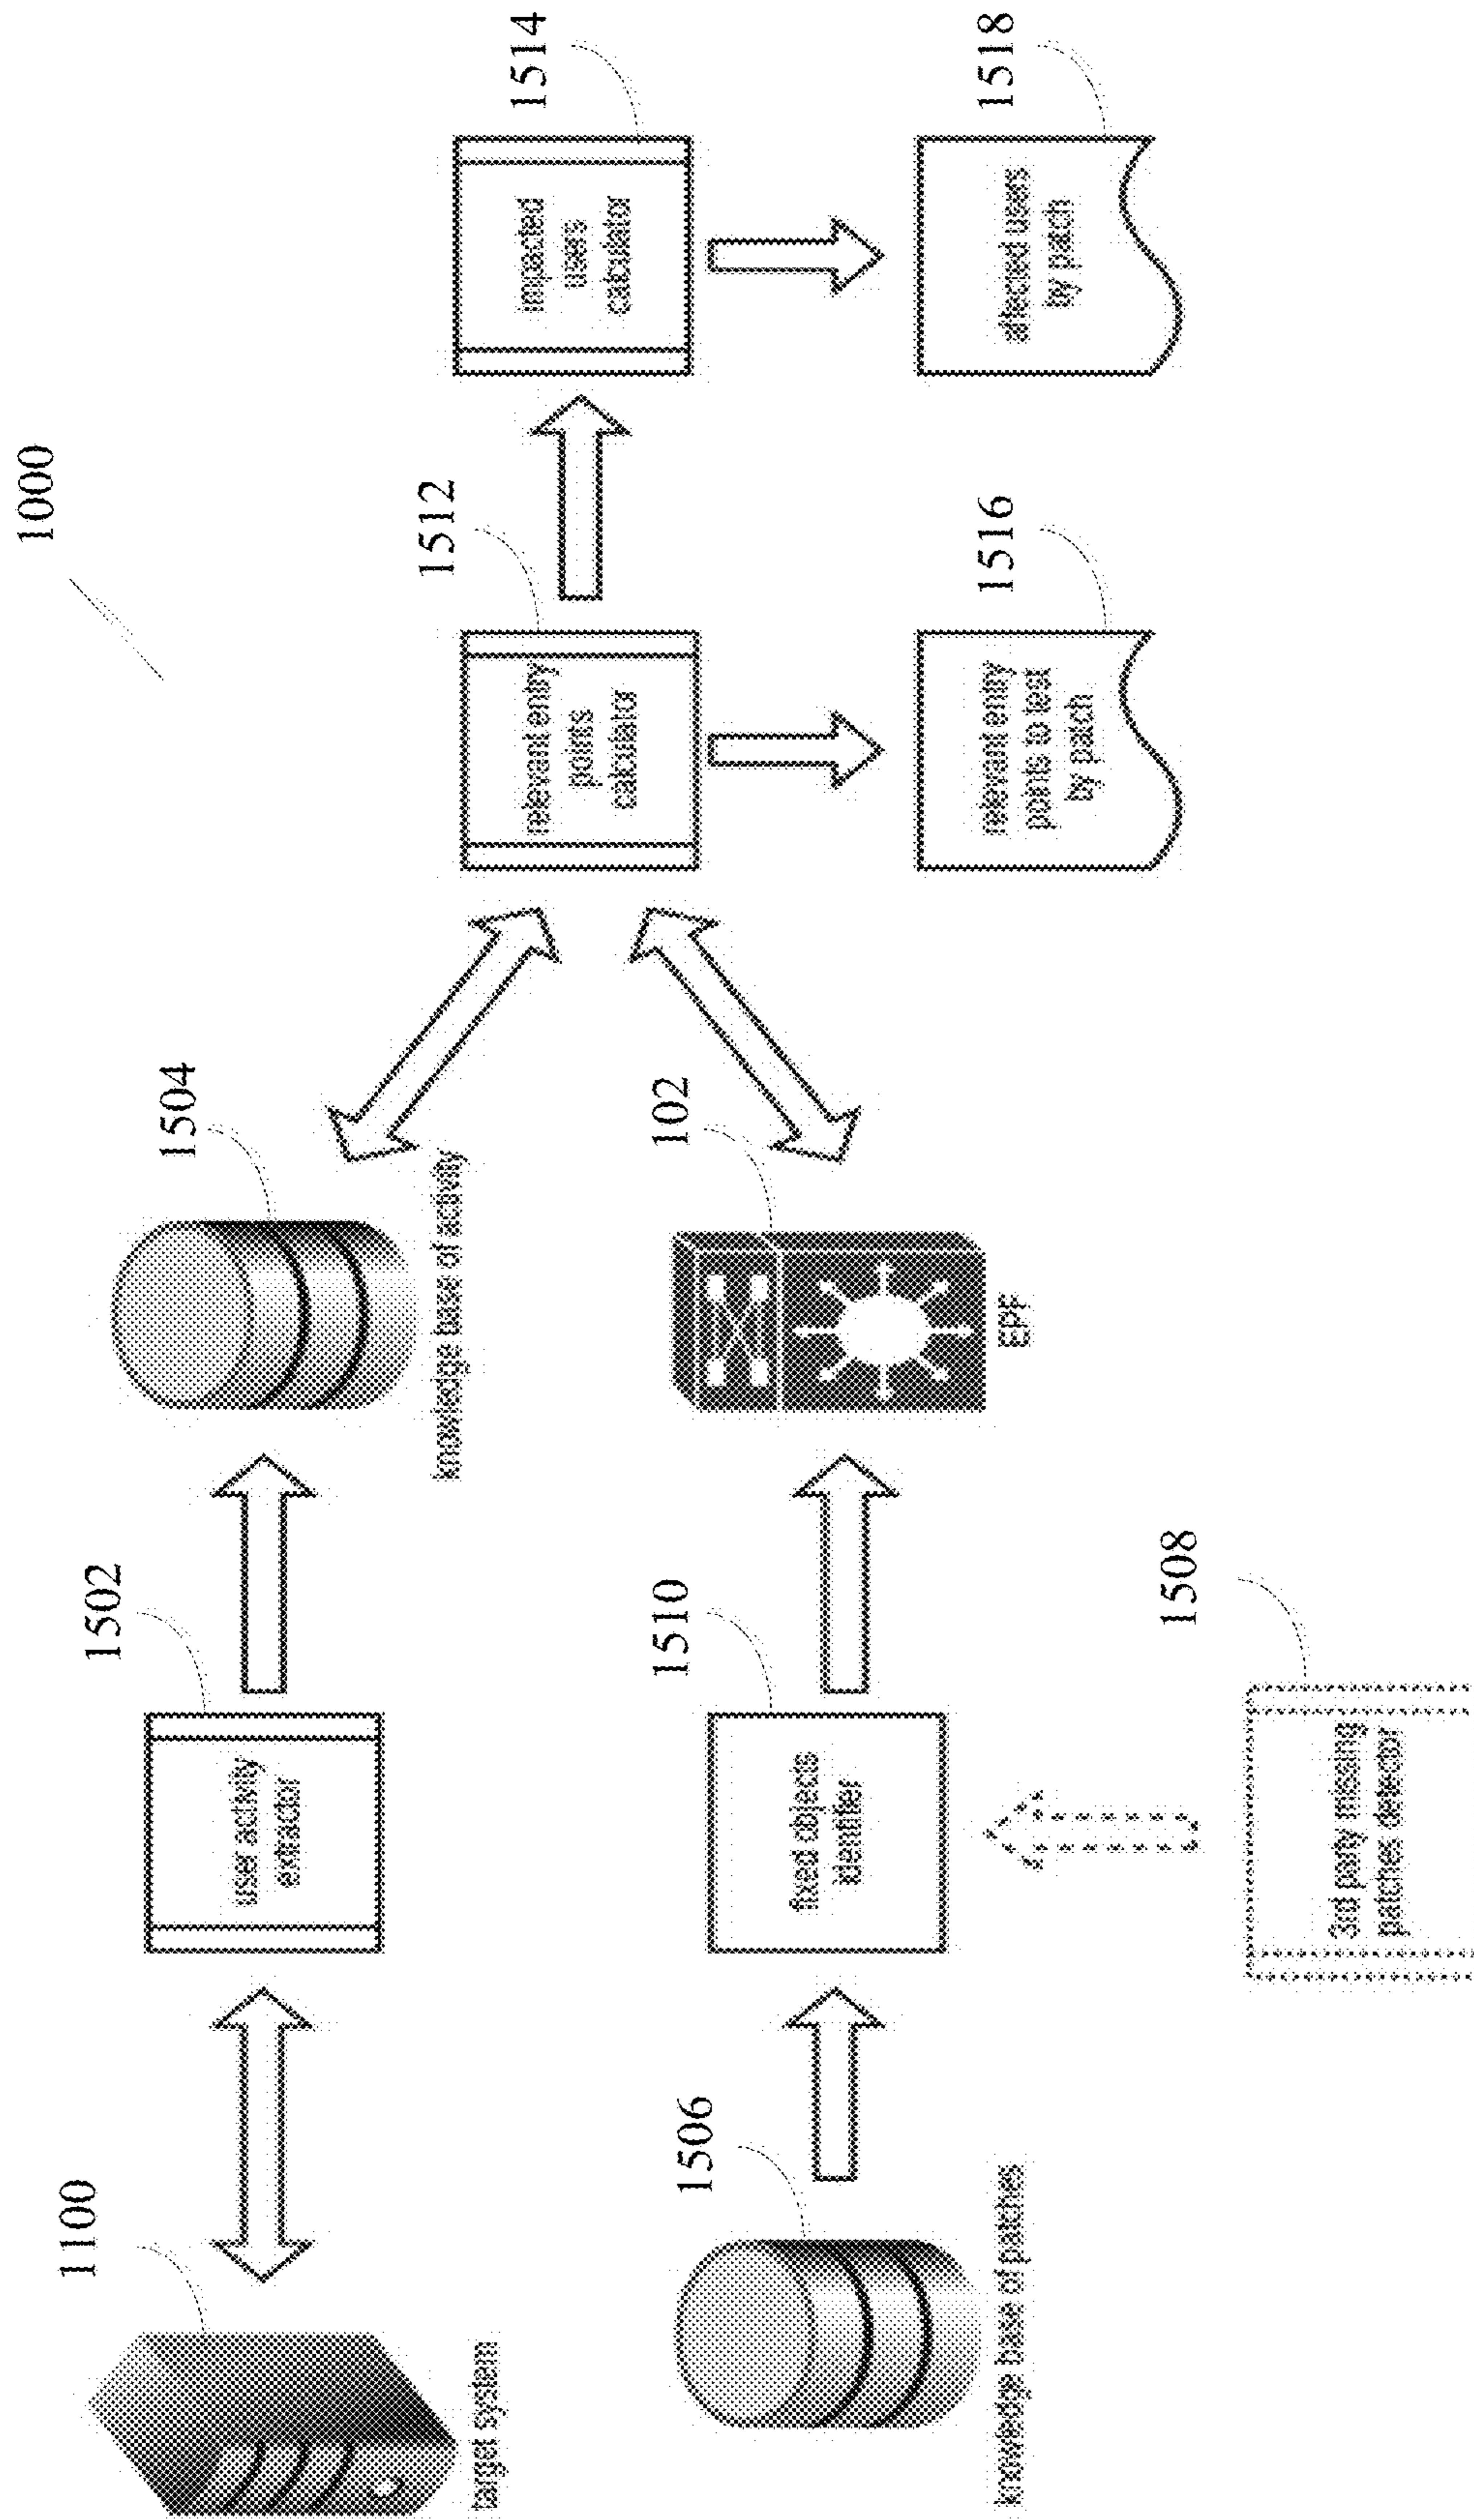 1000
1100
target system
1502
user activity
extractor
1504
knowledge base of activity
1506
knowledge base of patches
1510
fixed objects
identifier
1508
3rd party missing
patches detector
102
EPF
1512
relevant entry
points
calculator
1514
impacted
users
calculator
1516
relevant entry
points to test
by patch
1518
affected users
by patch